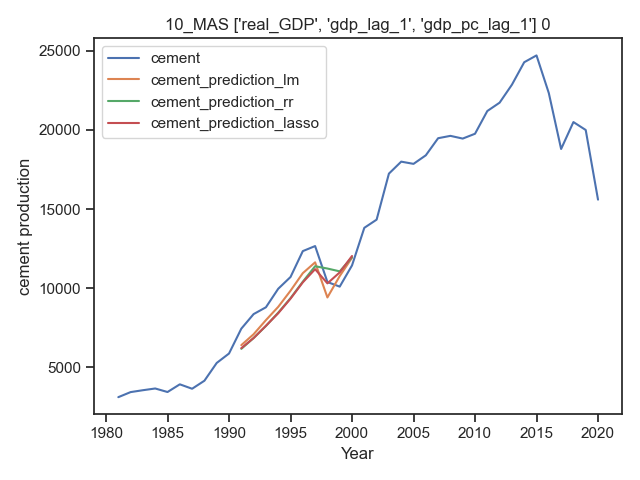 10_MAS ['real_GDP', 'gdp_lag_1', 'gdp_pc_lag_1'] 0
cement
cement_prediction_lm
cement_prediction_rr
cement_prediction_lasso
25000
20000
15000
10000
5000
cement production
1980 1985 1990 1995 2000 2005 2010 2015 2020
Year